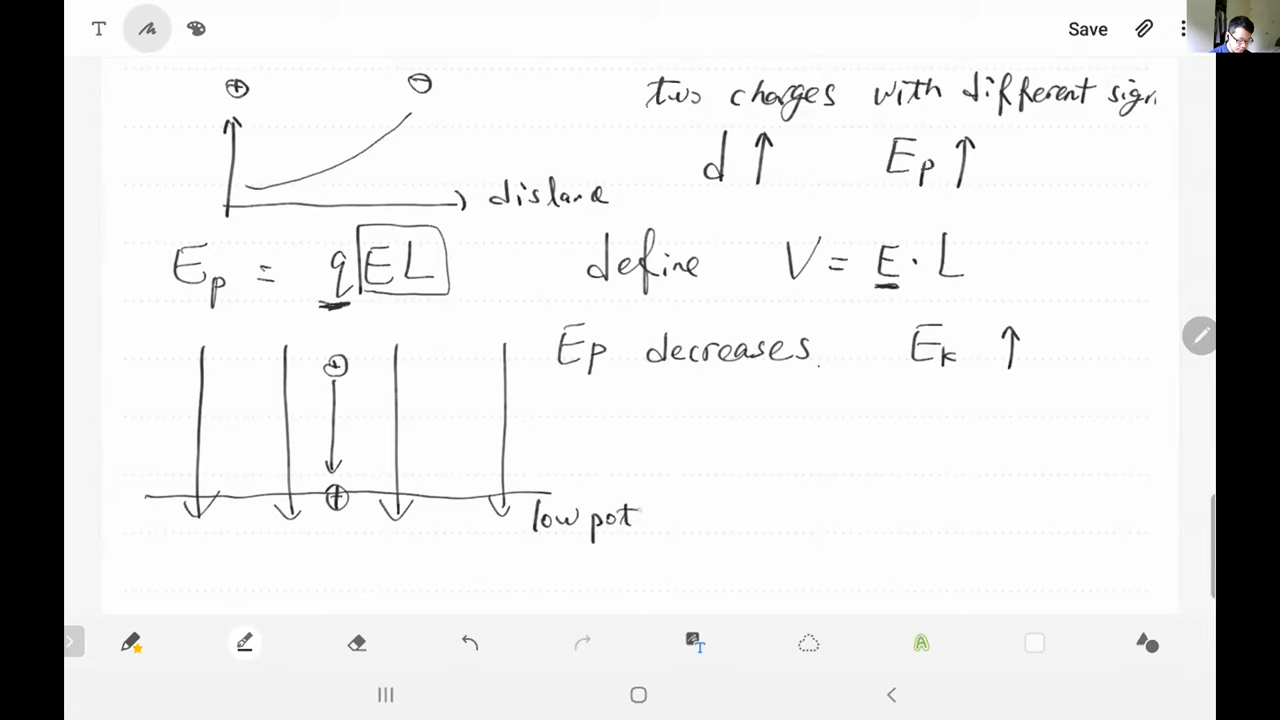 T Save
⊕ ⊖ two charges with different sign
d ↑ Ep ↑
distance
Ep = qEL define V = E · L
Ep decreases. Ek ↑
⊕
⊕
low pot
T A